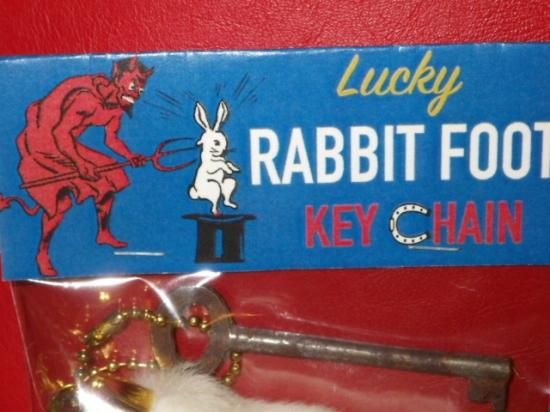 Lucky
RABBIT FOOT
KEY CHAIN